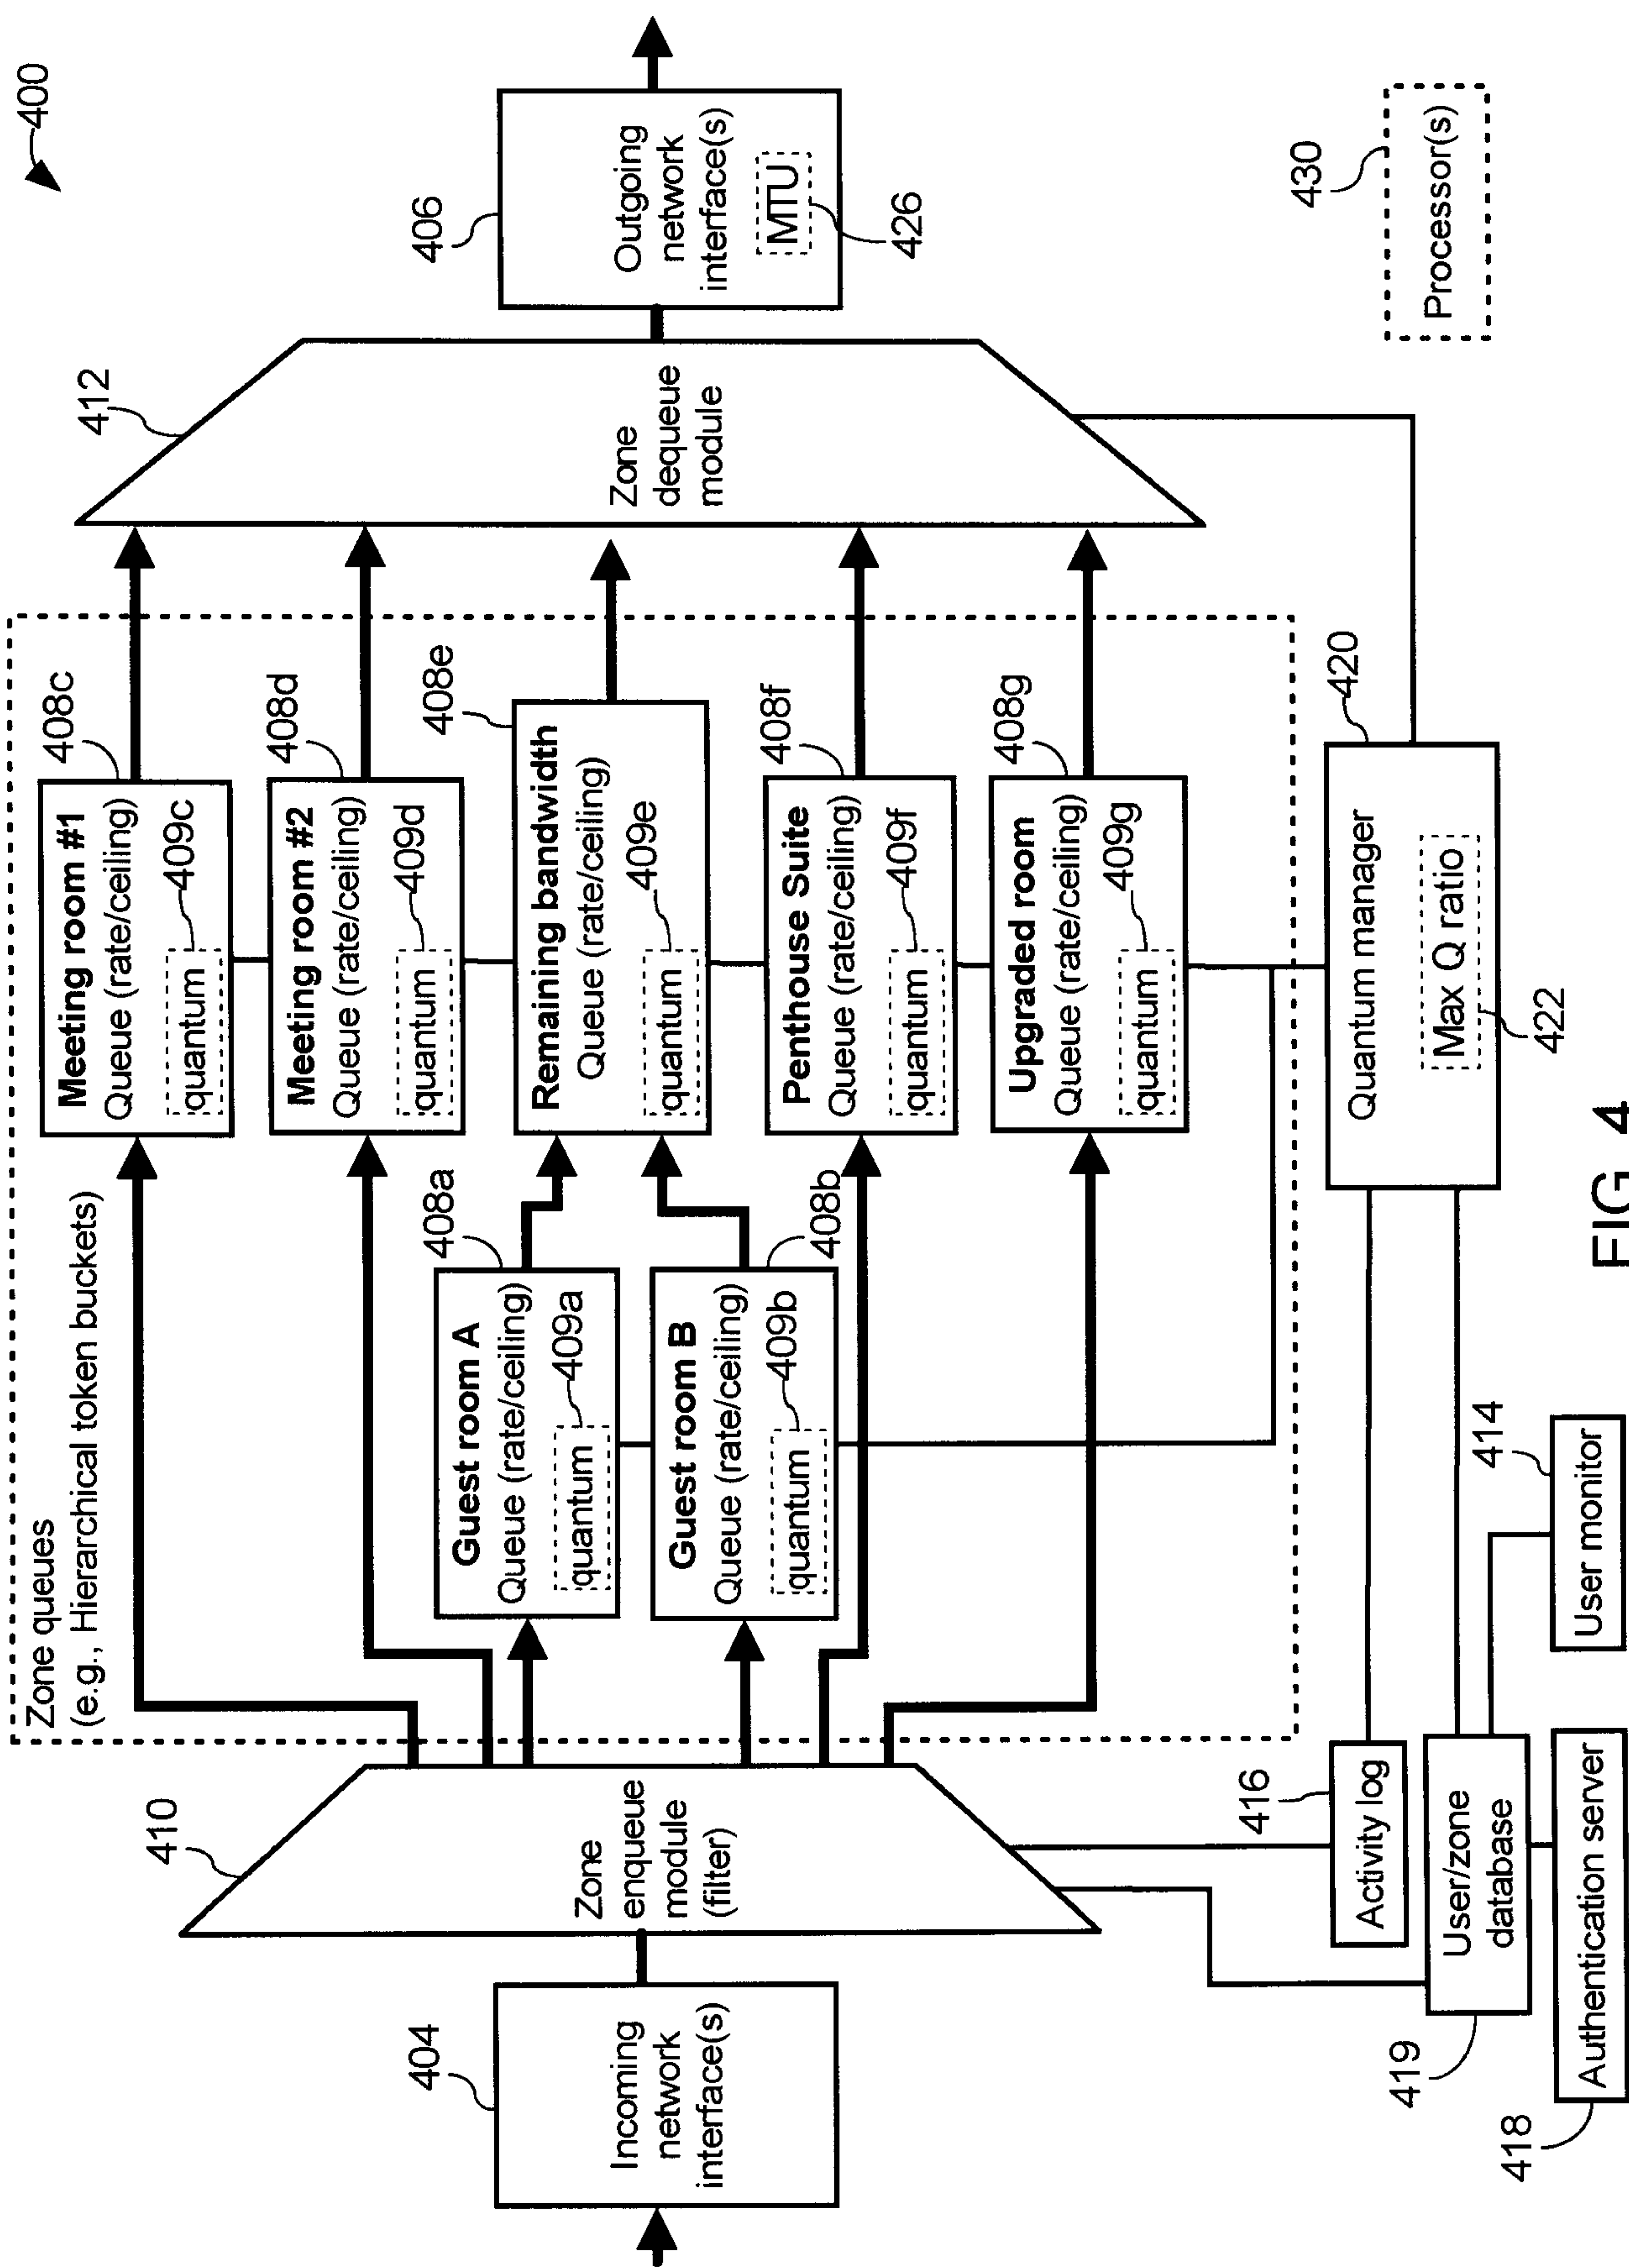 400
Zone queues
(e.g., Hierarchical token buckets)
408c
Meeting room #1
Queue (rate/ceiling)
quantum
409c
408d
Meeting room #2
Queue (rate/ceiling)
quantum
409d
408e
Remaining bandwidth
Queue (rate/ceiling)
quantum
409e
408a
Guest room A
Queue (rate/ceiling)
quantum
409a
408b
Guest room B
Queue (rate/ceiling)
quantum
409b
408f
Penthouse Suite
Queue (rate/ceiling)
quantum
409f
408g
Upgraded room
Queue (rate/ceiling)
quantum
409g
404
Incoming
network
interface(s)
410
Zone
enqueue
module
(filter)
412
Zone
dequeue
module
406
Outgoing
network
interface(s)
MTU
426
420
Quantum manager
Max Q ratio
422
430
Processor(s)
416
Activity log
419
User/zone
database
414
User monitor
418
Authentication server
FIG. 4